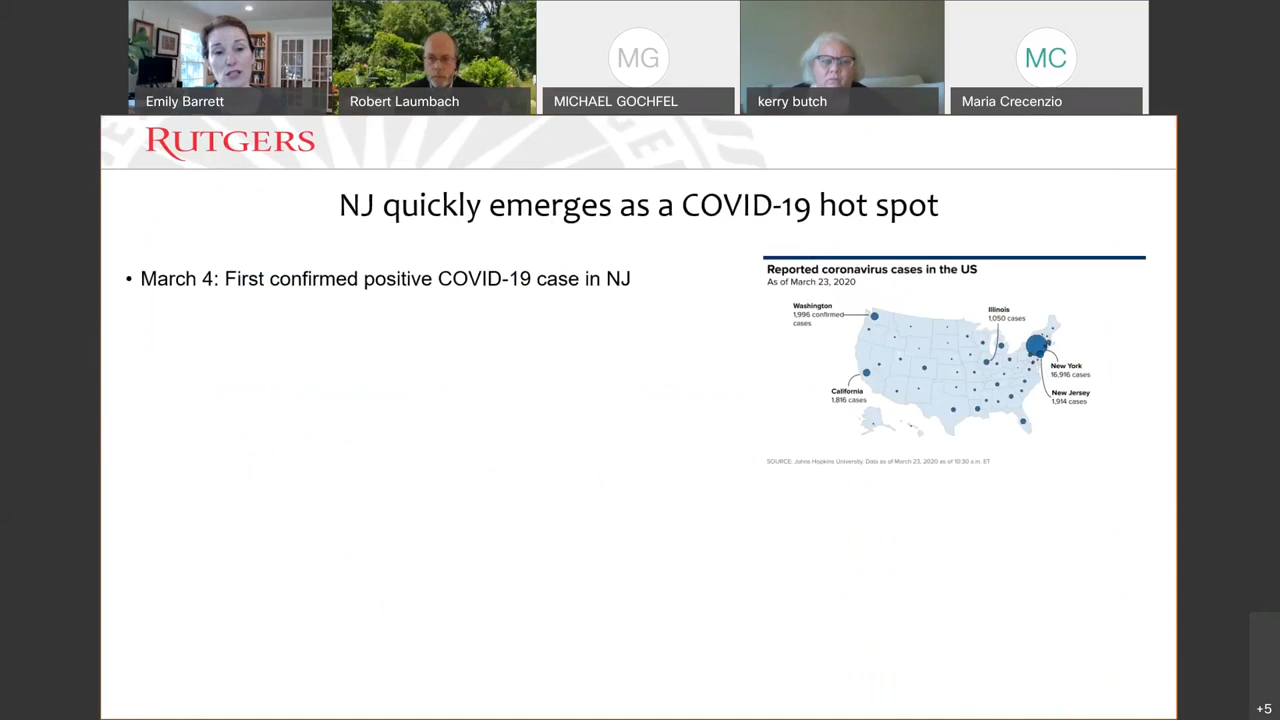 MG
MC
Emily Barrett
Robert Laumbach
MICHAEL GOCHFEL
kerry butch
Maria Crecenzio
RUTGERS
NJ quickly emerges as a COVID-19 hot spot
• March 4: First confirmed positive COVID-19 case in NJ
Reported coronavirus cases in the US
As of March 23, 2020
Washington
1,996 confirmed
cases
Illinois
1,050 cases
New York
16,916 cases
California
1,816 cases
New Jersey
1,914 cases
SOURCE: Johns Hopkins University. Data as of March 23, 2020 as of 10:30 a.m. ET
+5